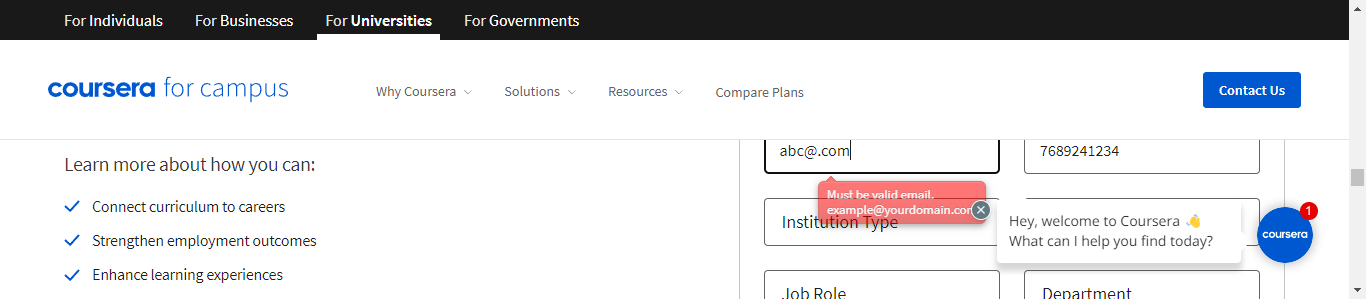 For Individuals For Businesses For Universities For Governments
coursera for campus Why Coursera Solutions Resources Compare Plans Contact Us
Learn more about how you can:
Connect curriculum to careers
Strengthen employment outcomes
Enhance learning experiences
abc@.com 7689241234
Must be valid email.
example@yourdomain.com
Institution Type
Hey, welcome to Coursera 👋
What can I help you find today?
1
coursera
Job Role Department